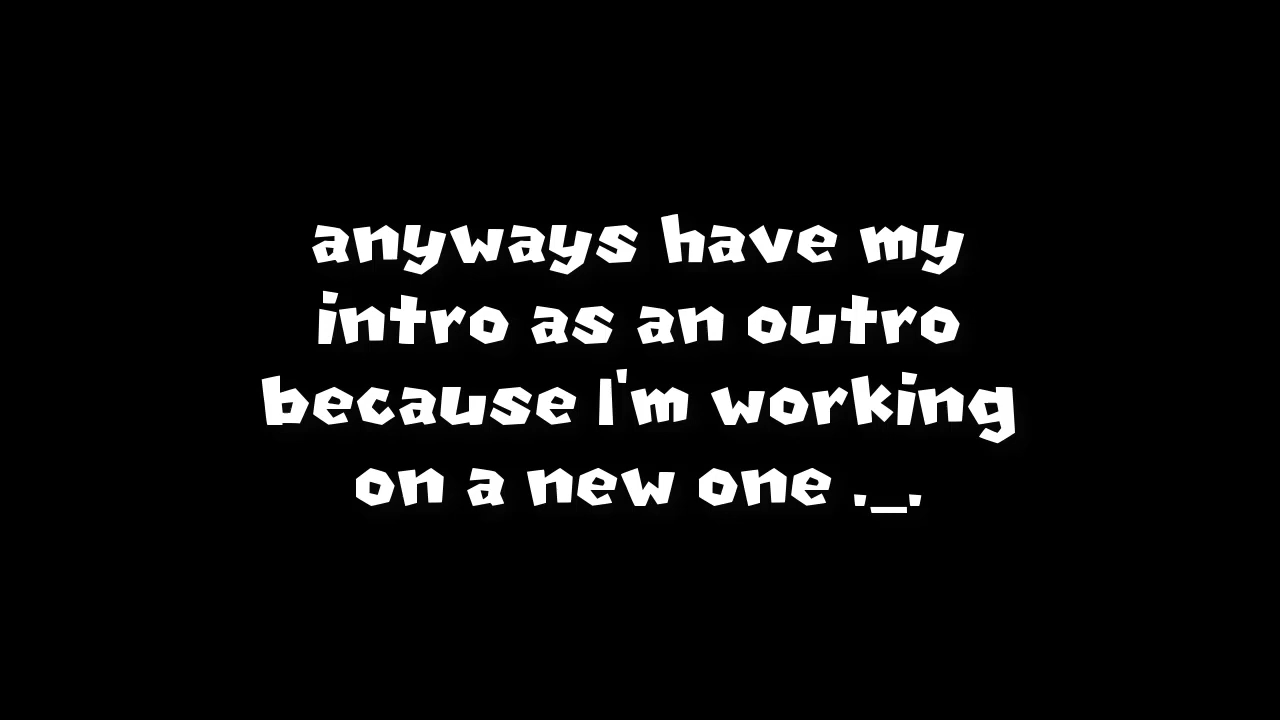 anyways have my
intro as an outro
because I'm working
on a new one ._.